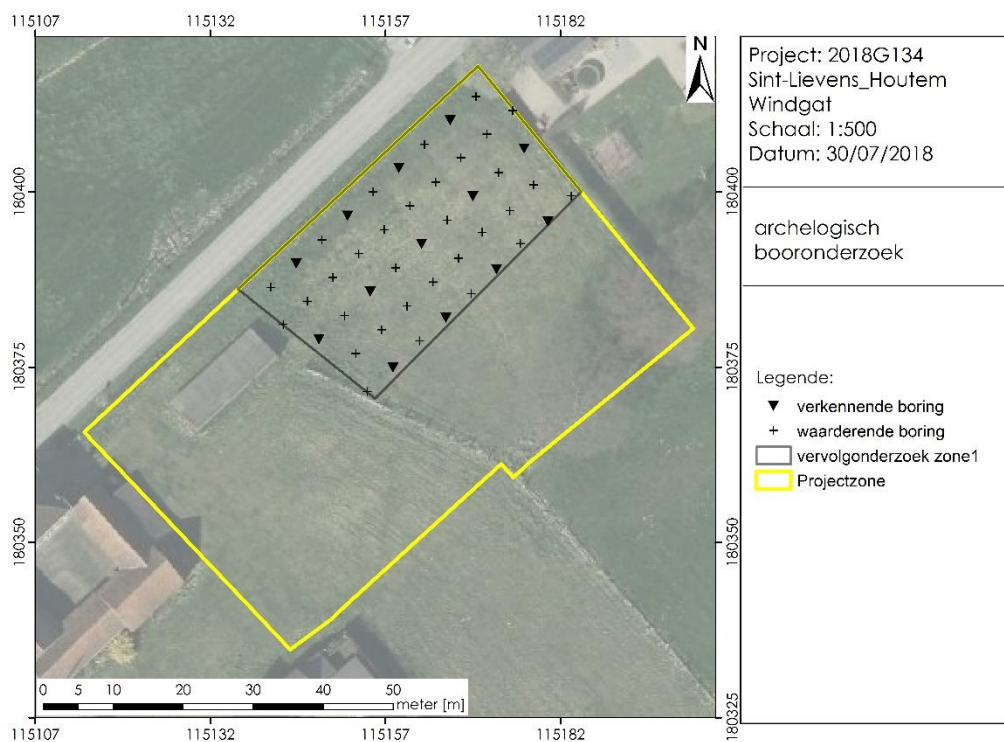 115107 115132 115157 115182
N
180400
180375
180350
180325
180400
180375
180350
180325
0 5 10 20 30 40 50
meter [m]
115107 115132 115157 115182
Project: 2018G134
Sint-Lievens_Houtem
Windgat
Schaal: 1:500
Datum: 30/07/2018
archelogisch
booronderzoek
Legende:
verkennende boring
waarderende boring
vervolgonderzoek zone1
Projectzone